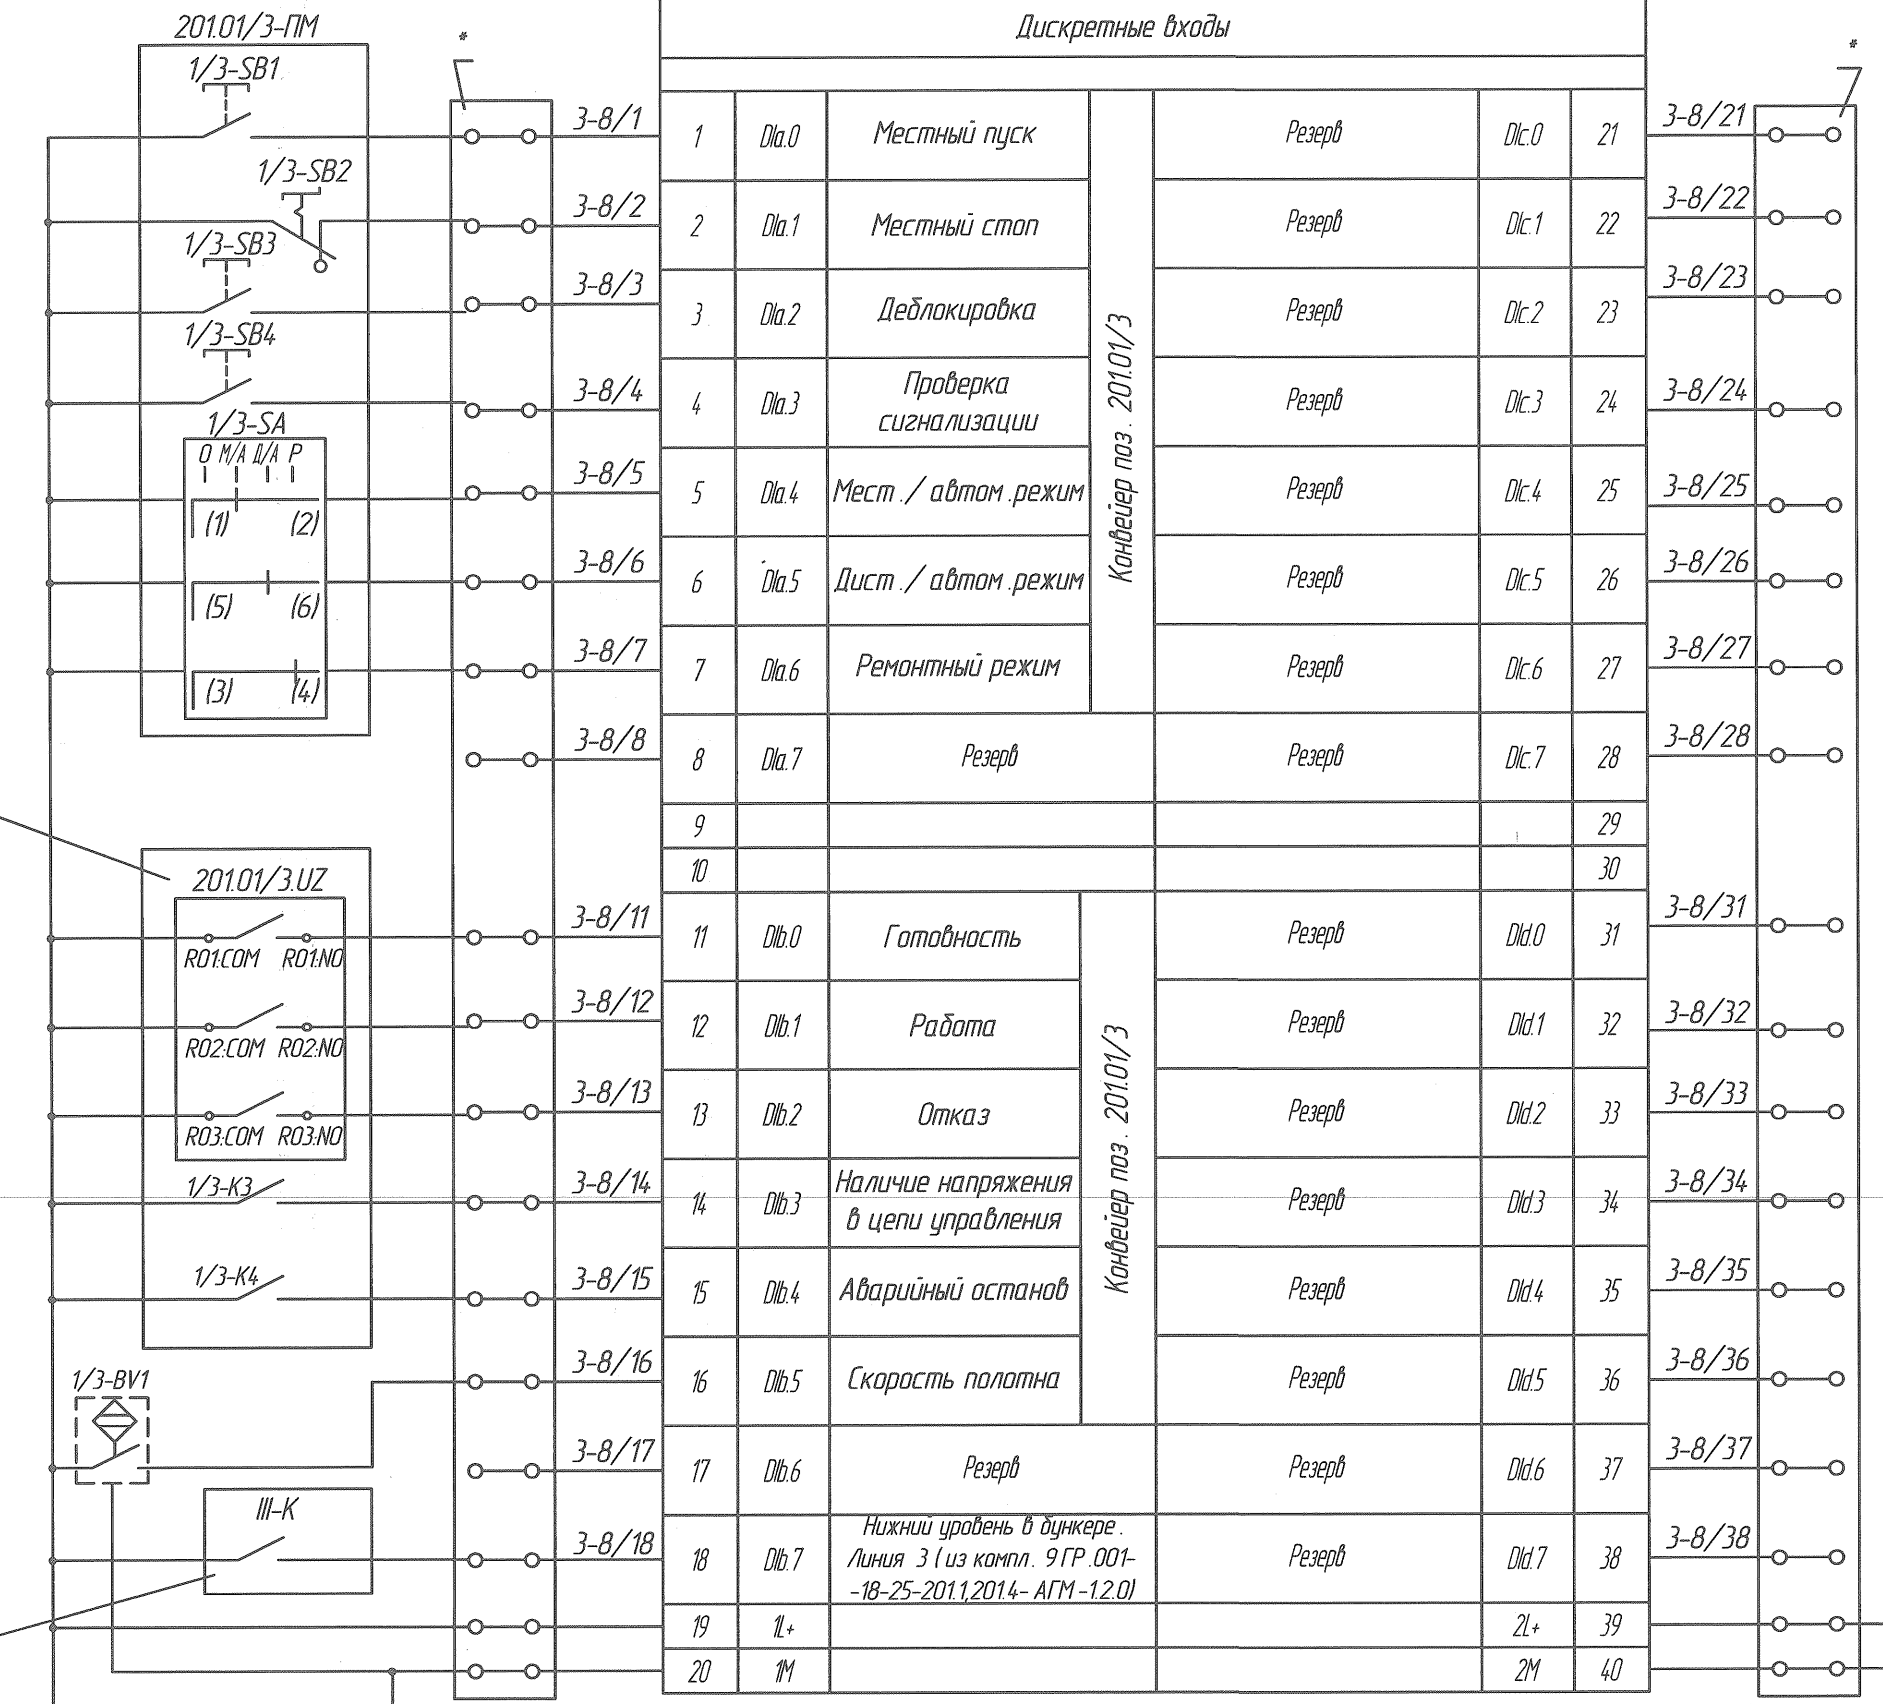 201.01/3-ПМ
*
Дискретные входы
*
1/3-SB1
3-8/1
1 DIa.0 Местный пуск Резерв DIc.0 21
3-8/21
1/3-SB2
3-8/2
2 DIa.1 Местный стоп Резерв DIc.1 22
3-8/22
1/3-SB3
3-8/3
3 DIa.2 Деблокировка Резерв DIc.2 23
3-8/23
1/3-SB4
3-8/4
4 DIa.3 Проверка
сигнализации
Резерв DIc.3 24
3-8/24
1/3-SA
О М/А Д/А Р
(1) (2)
3-8/5
5 DIa.4 Мест./ автом.режим Резерв DIc.4 25
3-8/25
(5) (6)
3-8/6
6 DIa.5 Дист./ автом.режим Резерв DIc.5 26
3-8/26
(3) (4)
3-8/7
7 DIa.6 Ремонтный режим Резерв DIc.6 27
3-8/27
Конвейер поз. 201.01/3
3-8/8
8 DIa.7 Резерв Резерв DIc.7 28
3-8/28
9 29
10 30
201.01/3.UZ
RO1:COM RO1:NO
3-8/11
11 DIb.0 Готовность Резерв DId.0 31
3-8/31
RO2:COM RO2:NO
3-8/12
12 DIb.1 Работа Резерв DId.1 32
3-8/32
RO3:COM RO3:NO
3-8/13
13 DIb.2 Отказ Резерв DId.2 33
3-8/33
1/3-K3
3-8/14
14 DIb.3 Наличие напряжения
в цепи управления
Резерв DId.3 34
3-8/34
1/3-K4
3-8/15
15 DIb.4 Аварийный останов Резерв DId.4 35
3-8/35
1/3-BV1
3-8/16
16 DIb.5 Скорость полотна Резерв DId.5 36
3-8/36
Конвейер поз. 201.01/3
3-8/17
17 DIb.6 Резерв Резерв DId.6 37
3-8/37
III-K
3-8/18
18 DIb.7 Нижний уровень в бункере.
Линия 3 (из компл. 9ГР.001-
-18-25-201.1,201.4- АГМ-1.2.0)
Резерв DId.7 38
3-8/38
19 1L+ 2L+ 39
20 1M 2M 40